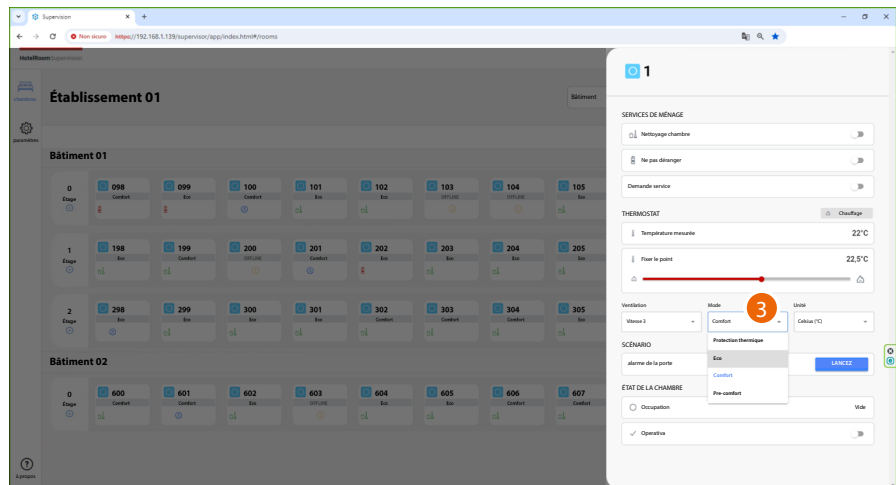 Supervision
Non sicuro https://192.168.1.139/supervisor/app/index.html#/rooms
HotelRoom Supervision
chambres
paramètres
à propos
Établissement 01
Bâtiment
Bâtiment 01
0 Étage
098 Comfort
099 Eco
100 Comfort
101 Eco
102 Eco
103 OFFLINE
104 OFFLINE
105 Eco
1 Étage
198 Eco
199 Comfort
200 OFFLINE
201 Comfort
202 Eco
203 Eco
204 Eco
205 Eco
2 Étage
298 Eco
299 Eco
300 Eco
301 Eco
302 Comfort
303 Comfort
304 Comfort
305 Eco
Bâtiment 02
0 Étage
600 Comfort
601 Comfort
602 Eco
603 OFFLINE
604 Eco
605 Eco
606 Comfort
607 Comfort
1
SERVICES DE MÉNAGE
Nettoyage chambre
Ne pas déranger
Demande service
THERMOSTAT
Chauffage
Température mesurée 22°C
Fixer le point 22,5°C
Ventilation Mode Unité
Vitesse 3 Comfort Celsius (°C)
3
Protection thermique
Eco
Comfort
Pre-comfort
SCÉNARIO
alarme de la porte LANCEZ
ÉTAT DE LA CHAMBRE
Occupation Vide
Operativa